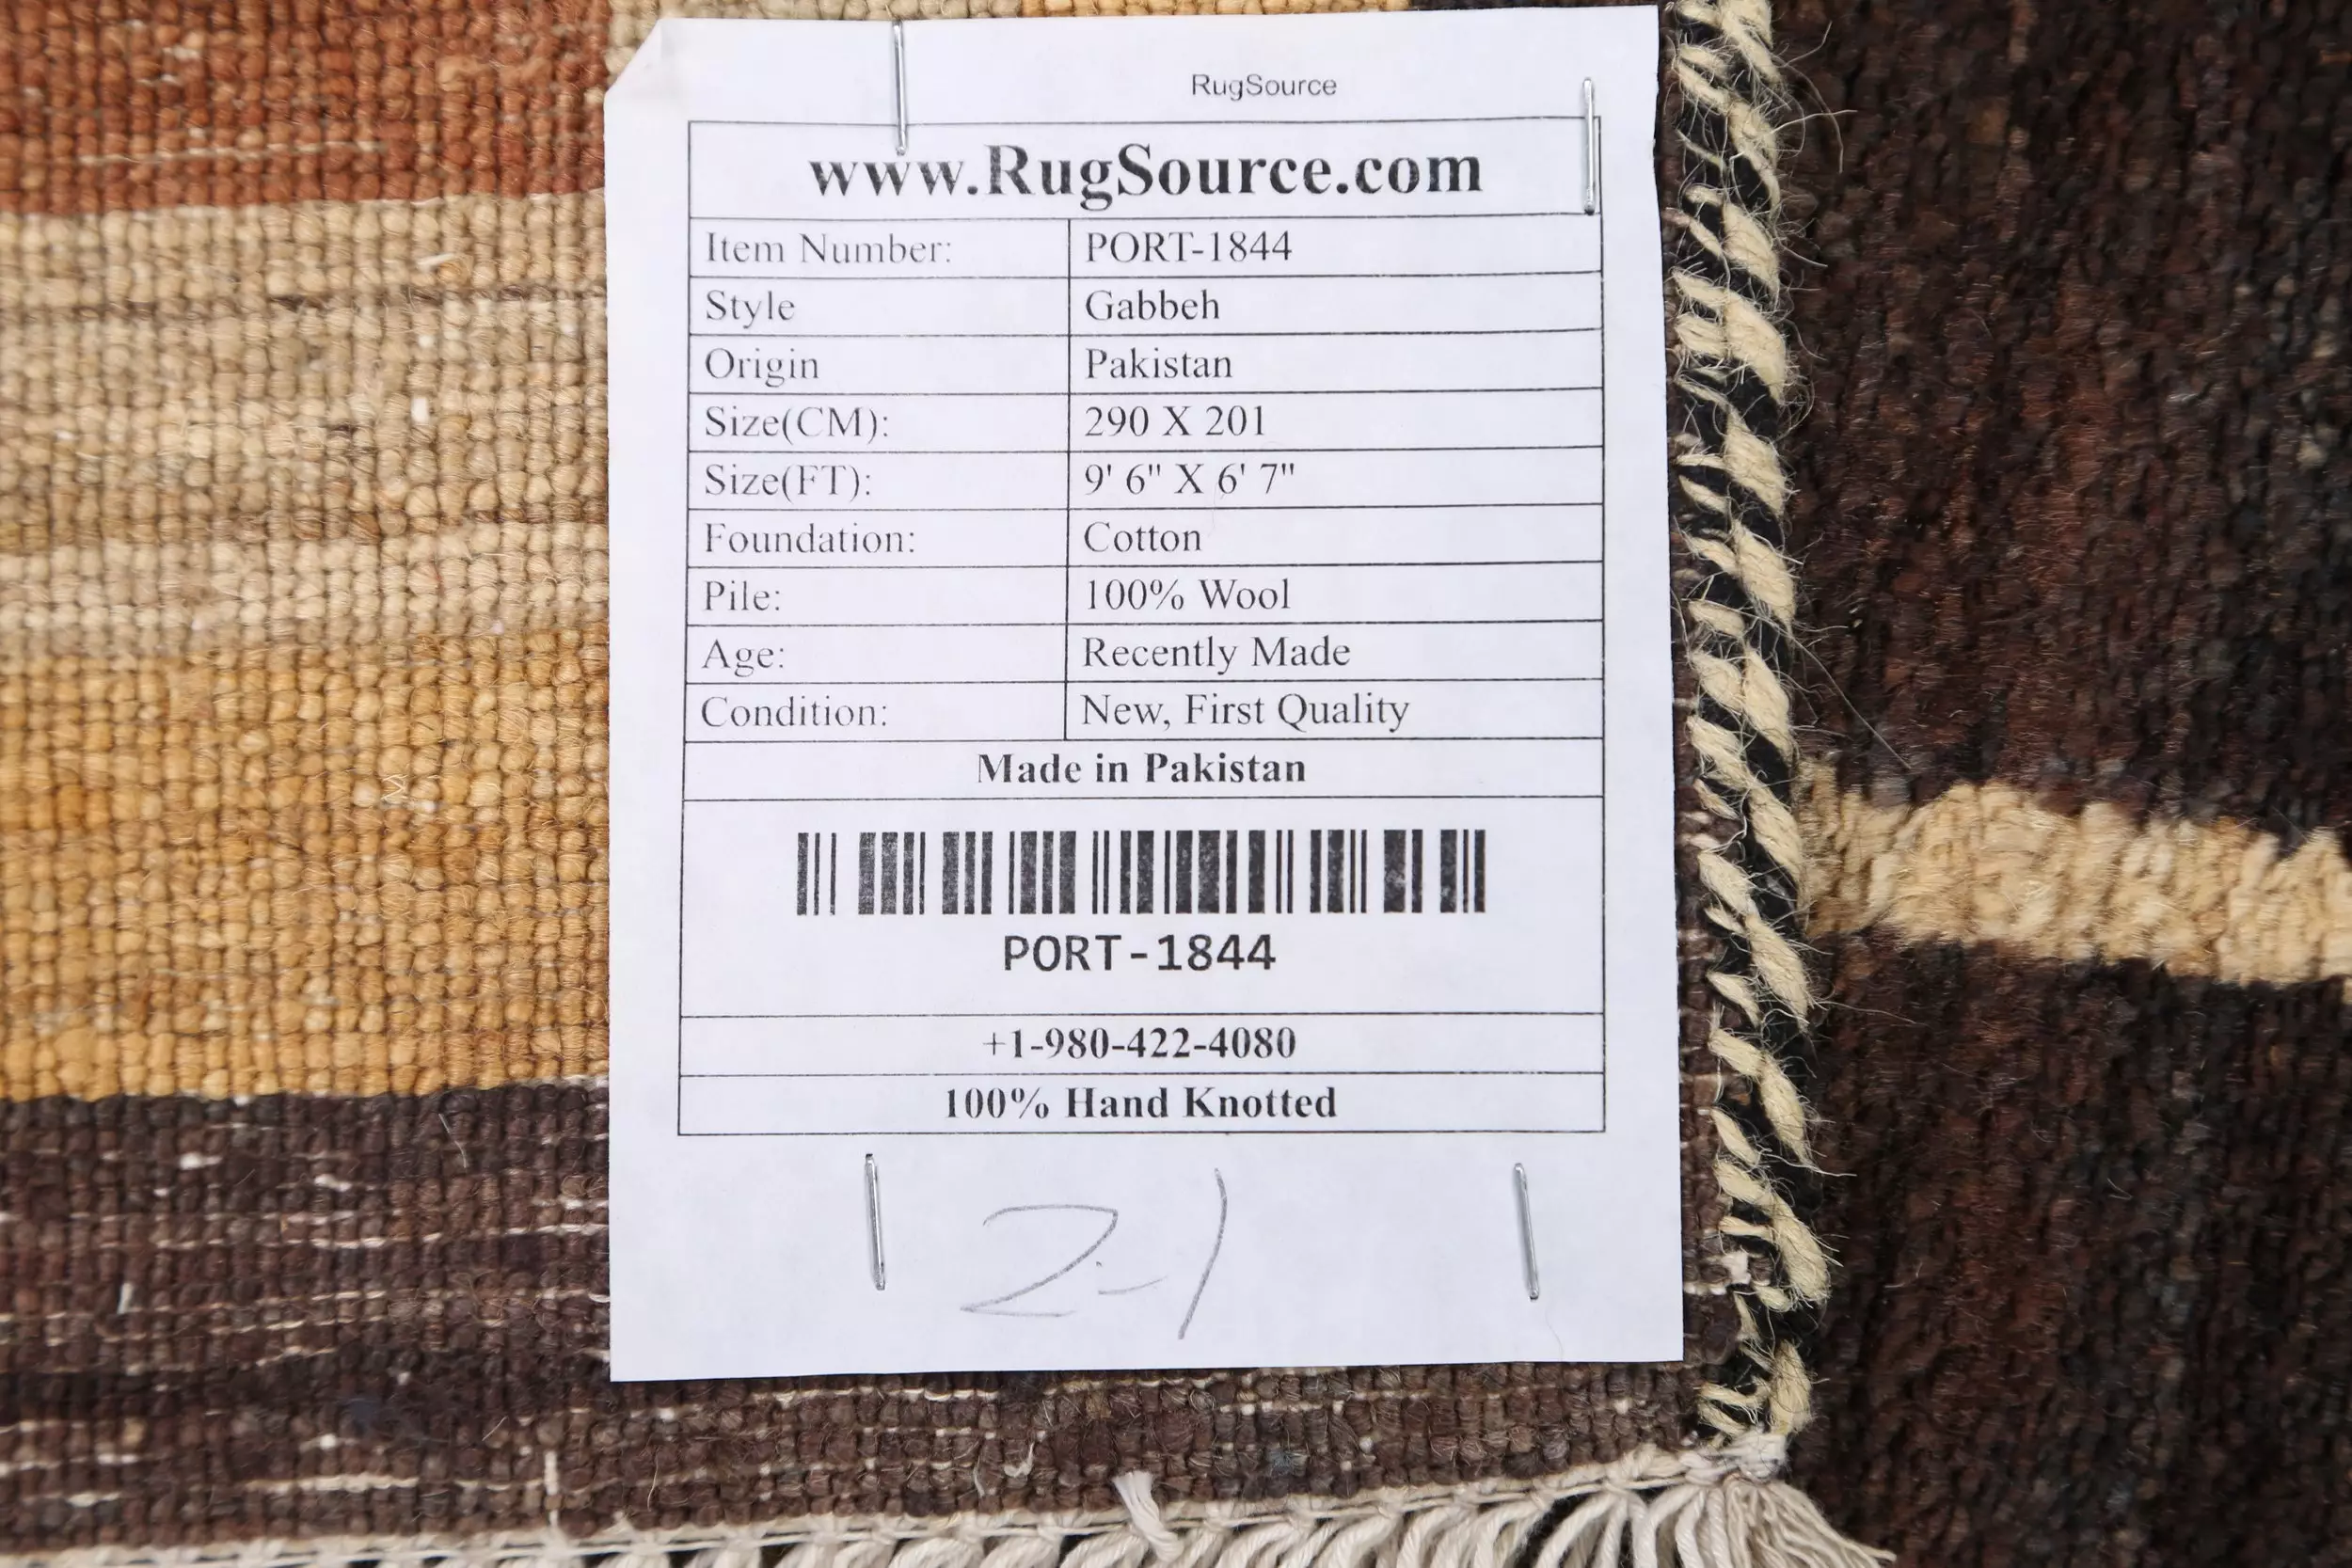 RugSource
www.RugSource.com
Item Number: PORT-1844
Style Gabbeh
Origin Pakistan
Size(CM): 290 X 201
Size(FT): 9' 6" X 6' 7"
Foundation: Cotton
Pile: 100% Wool
Age: Recently Made
Condition: New, First Quality
Made in Pakistan
PORT-1844
+1-980-422-4080
100% Hand Knotted
2-1